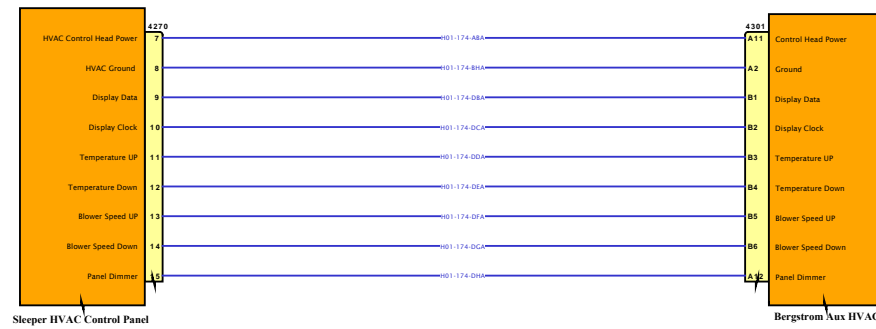 4270 4301
HVAC Control Head Power 7 H01-174-ABA A11 Control Head Power
HVAC Ground 8 H01-174-BHA A2 Ground
Display Data 9 H01-174-DBA B1 Display Data
Display Clock 10 H01-174-DCA B2 Display Clock
Temperature UP 11 H01-174-DDA B3 Temperature UP
Temperature Down 12 H01-174-DEA B4 Temperature Down
Blower Speed UP 13 H01-174-DFA B5 Blower Speed UP
Blower Speed Down 14 H01-174-DGA B6 Blower Speed Down
Panel Dimmer 15 H01-174-DHA A12 Panel Dimmer
Sleeper HVAC Control Panel Bergstrom Aux HVAC